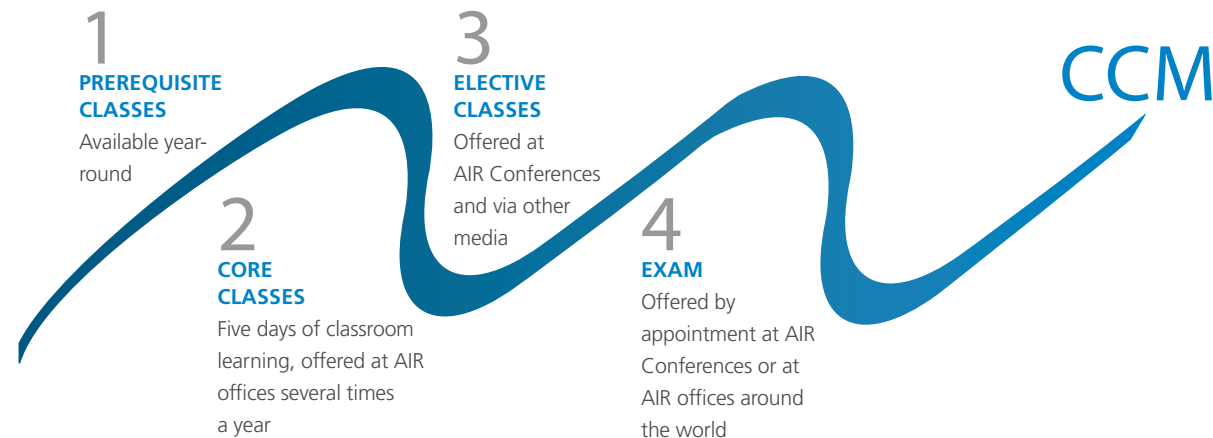 1
PREREQUISITE
CLASSES
Available year-
round
2
CORE
CLASSES
Five days of classroom
learning, offered at AIR
offices several times
a year
3
ELECTIVE
CLASSES
Offered at
AIR Conferences
and via other
media
4
EXAM
Offered by
appointment at AIR
Conferences or at
AIR offices around
the world
CCM